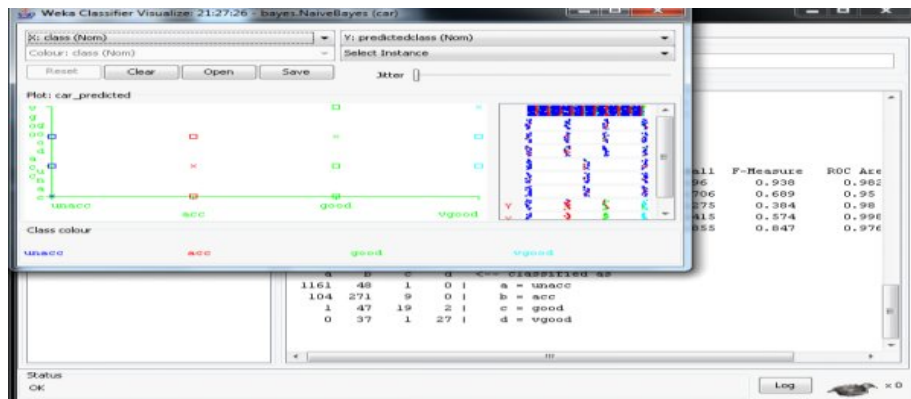 Weka Classifier Visualize: 21:27:26 - bayes.NaiveBayes (car)
X: class (Nom)
Y: predictedclass (Nom)
Colour: class (Nom)
Select Instance
Reset
Clear
Open
Save
Jitter
Plot: car_predicted
unacc
acc
good
vgood
Y
Class colour
unacc
acc
good
vgood
F-Measure
ROC Are
96 0.938 0.982
706 0.689 0.95
275 0.384 0.98
415 0.574 0.998
855 0.847 0.976
a b c d <-- classified as
1161 48 1 0 | a = unacc
104 271 9 0 | b = acc
1 47 19 2 | c = good
0 37 1 27 | d = vgood
Status
OK
Log
x 0